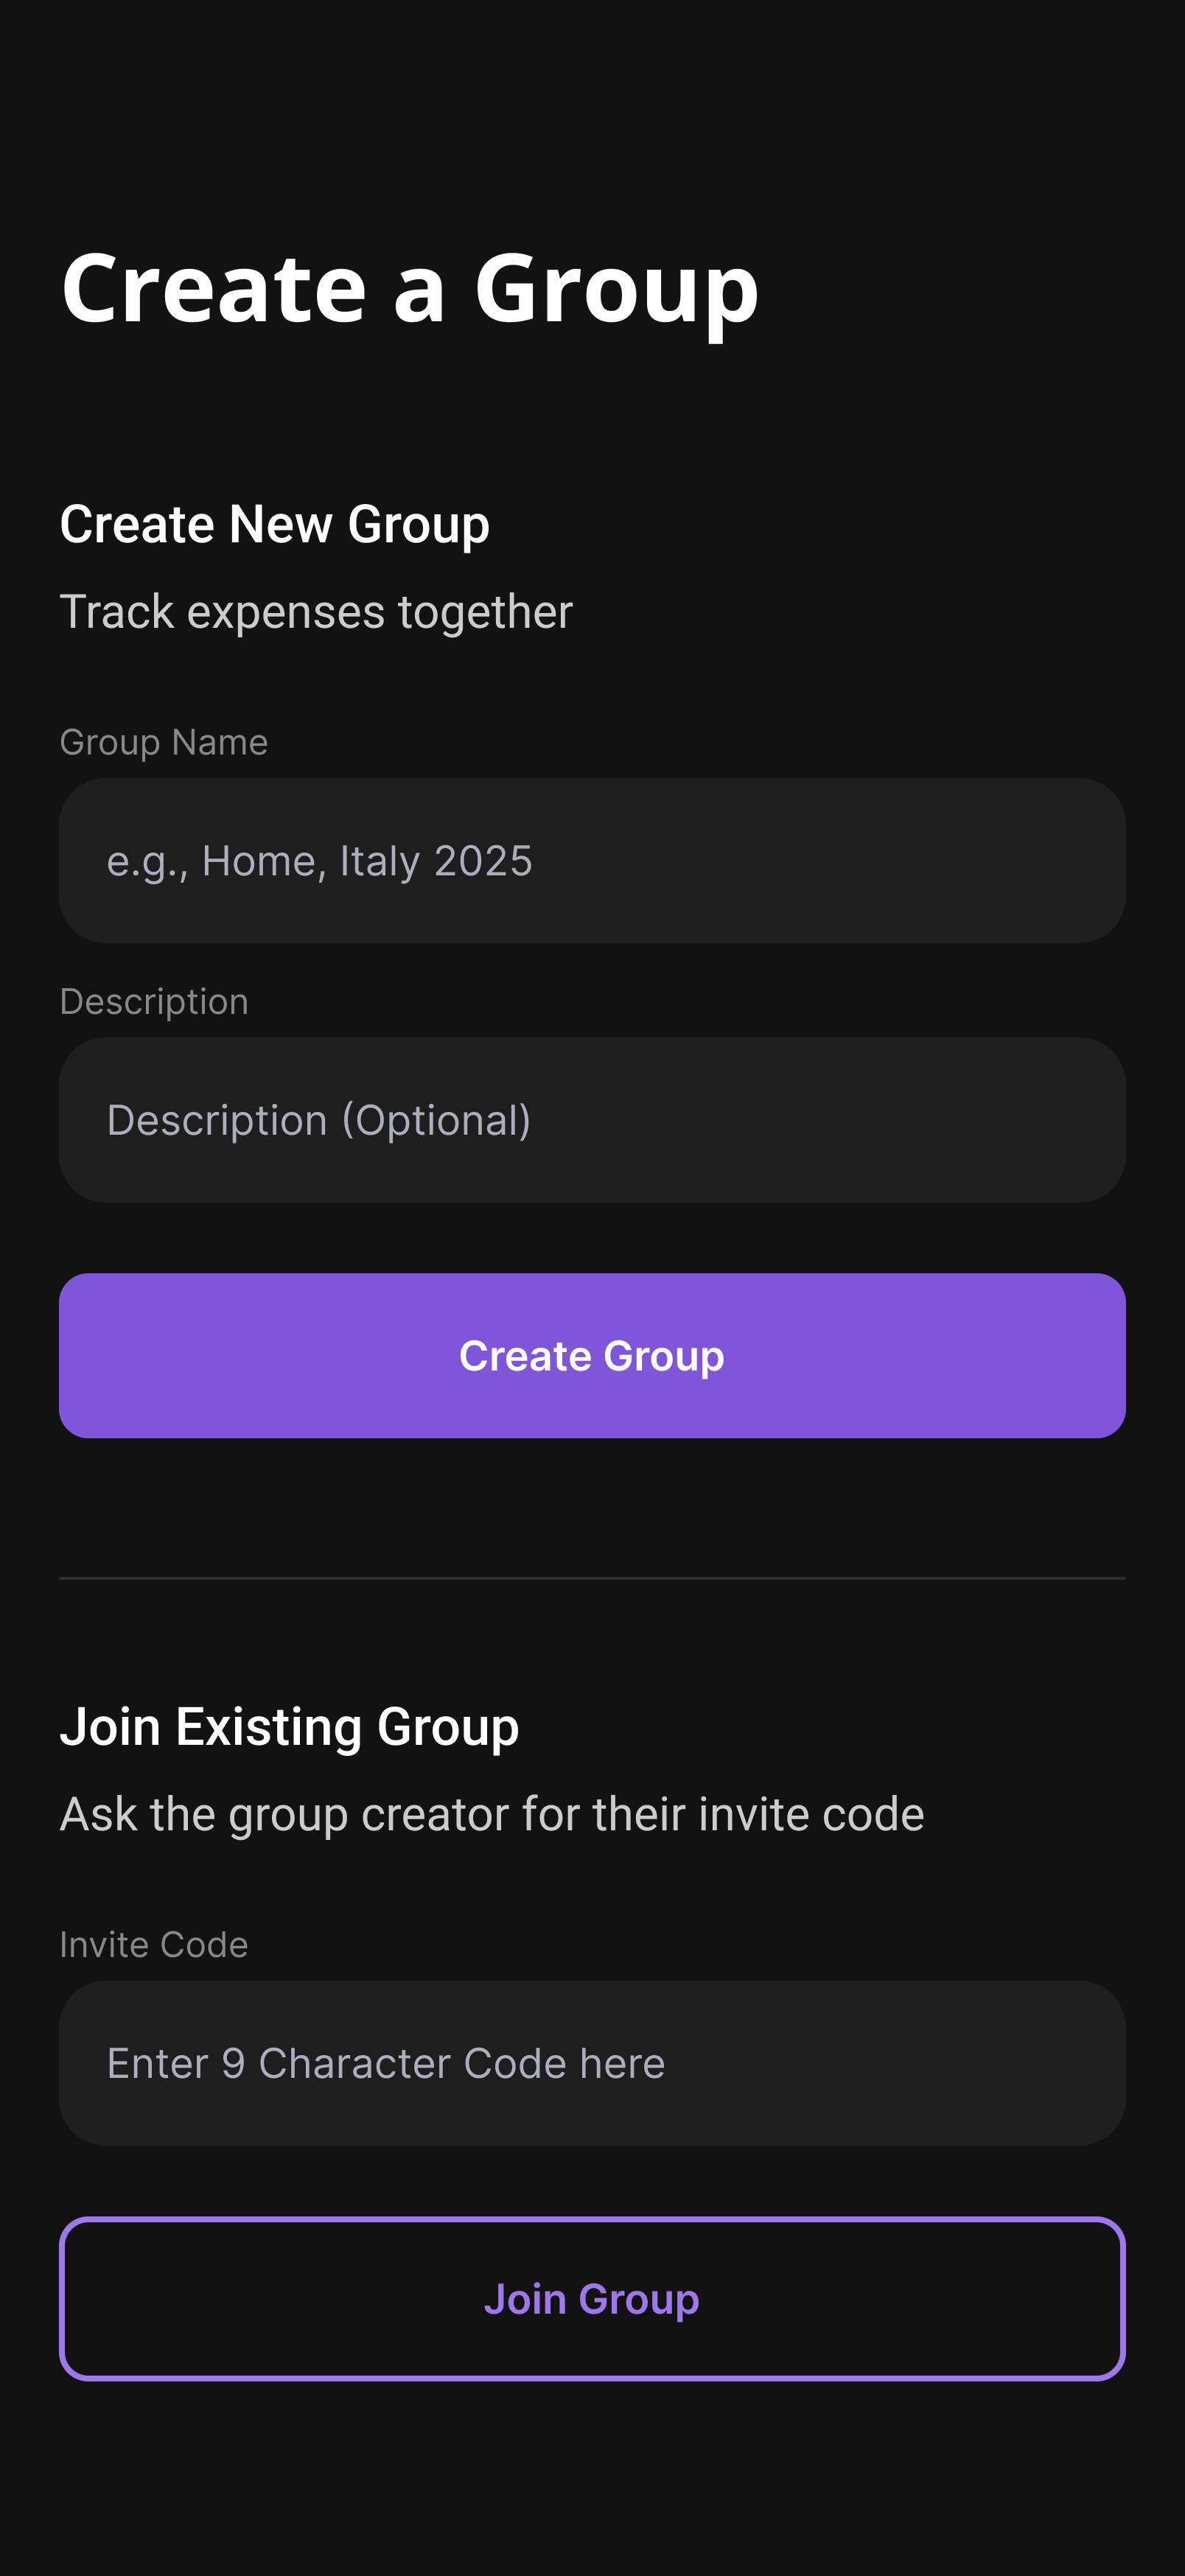 Create a Group
Create New Group
Track expenses together
Group Name
e.g., Home, Italy 2025
Description
Description (Optional)
Create Group
Join Existing Group
Ask the group creator for their invite code
Invite Code
Enter 9 Character Code here
Join Group